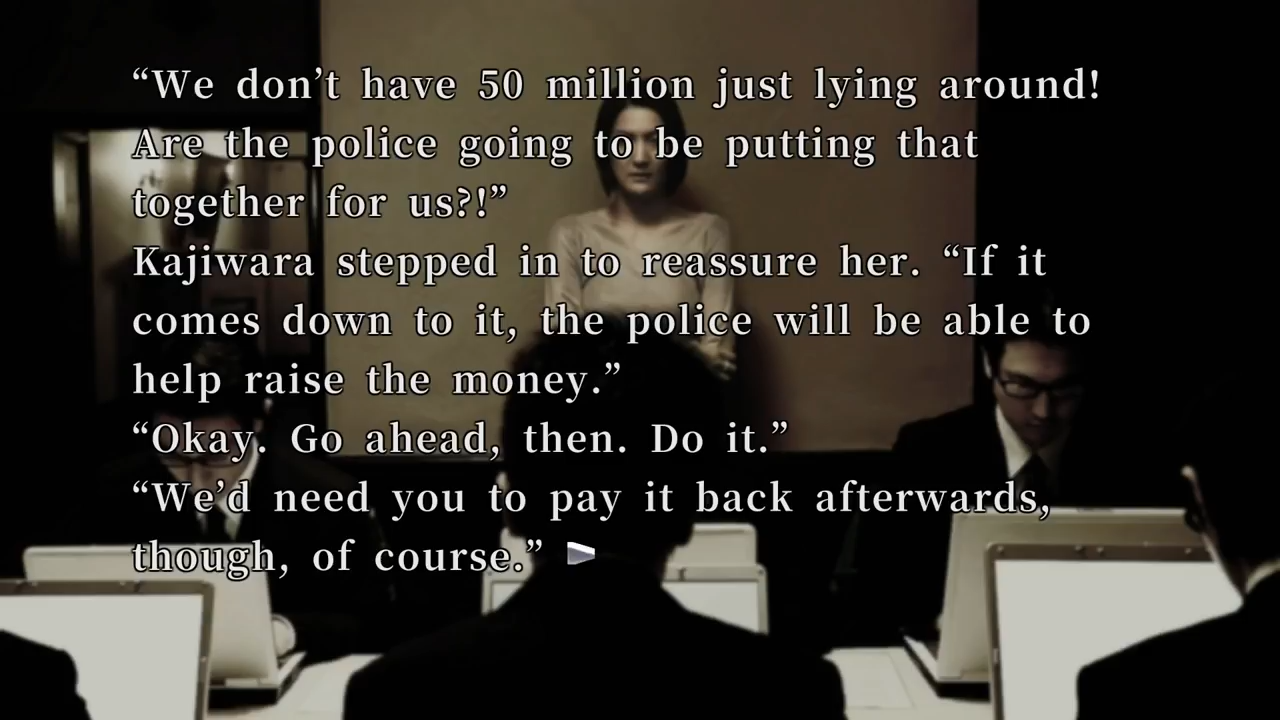 “We don’t have 50 million just lying around!
Are the police going to be putting that
together for us?!”
Kajiwara stepped in to reassure her. “If it
comes down to it, the police will be able to
help raise the money.”
“Okay. Go ahead, then. Do it.”
“We’d need you to pay it back afterwards,
though, of course.”